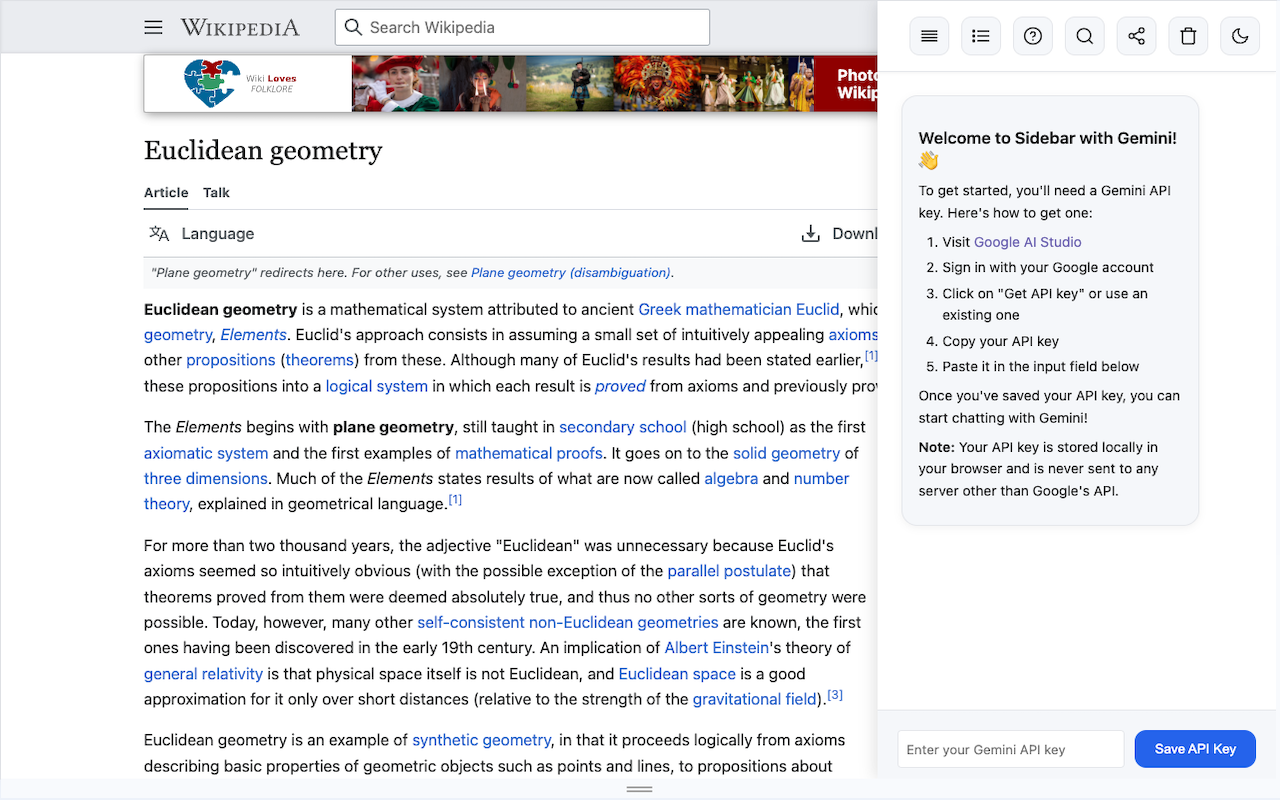 WIKIPEDIA
Search Wikipedia
Wiki Loves
FOLKLORE
Photo
Wikip
Euclidean geometry
Article Talk
Language
Downl
"Plane geometry" redirects here. For other uses, see Plane geometry (disambiguation).
Euclidean geometry is a mathematical system attributed to ancient Greek mathematician Euclid, whic
geometry, Elements. Euclid's approach consists in assuming a small set of intuitively appealing axioms
other propositions (theorems) from these. Although many of Euclid's results had been stated earlier,[1]
these propositions into a logical system in which each result is proved from axioms and previously prov
The Elements begins with plane geometry, still taught in secondary school (high school) as the first
axiomatic system and the first examples of mathematical proofs. It goes on to the solid geometry of
three dimensions. Much of the Elements states results of what are now called algebra and number
theory, explained in geometrical language.[1]
For more than two thousand years, the adjective "Euclidean" was unnecessary because Euclid's
axioms seemed so intuitively obvious (with the possible exception of the parallel postulate) that
theorems proved from them were deemed absolutely true, and thus no other sorts of geometry were
possible. Today, however, many other self-consistent non-Euclidean geometries are known, the first
ones having been discovered in the early 19th century. An implication of Albert Einstein's theory of
general relativity is that physical space itself is not Euclidean, and Euclidean space is a good
approximation for it only over short distances (relative to the strength of the gravitational field).[3]
Euclidean geometry is an example of synthetic geometry, in that it proceeds logically from axioms
describing basic properties of geometric objects such as points and lines, to propositions about
Welcome to Sidebar with Gemini!
👋
To get started, you'll need a Gemini API
key. Here's how to get one:
1. Visit Google AI Studio
2. Sign in with your Google account
3. Click on "Get API key" or use an
existing one
4. Copy your API key
5. Paste it in the input field below
Once you've saved your API key, you can
start chatting with Gemini!
Note: Your API key is stored locally in
your browser and is never sent to any
server other than Google's API.
Enter your Gemini API key
Save API Key